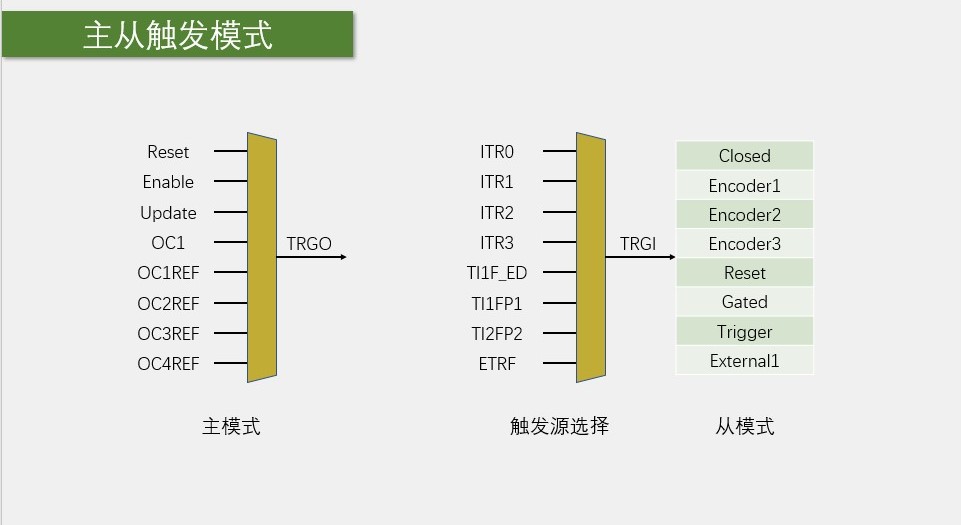 主从触发模式
Reset
Enable
Update
OC1
OC1REF
OC2REF
OC3REF
OC4REF
TRGO
主模式
ITR0
ITR1
ITR2
ITR3
TI1F_ED
TI1FP1
TI2FP2
ETRF
TRGI
触发源选择
Closed
Encoder1
Encoder2
Encoder3
Reset
Gated
Trigger
External1
从模式